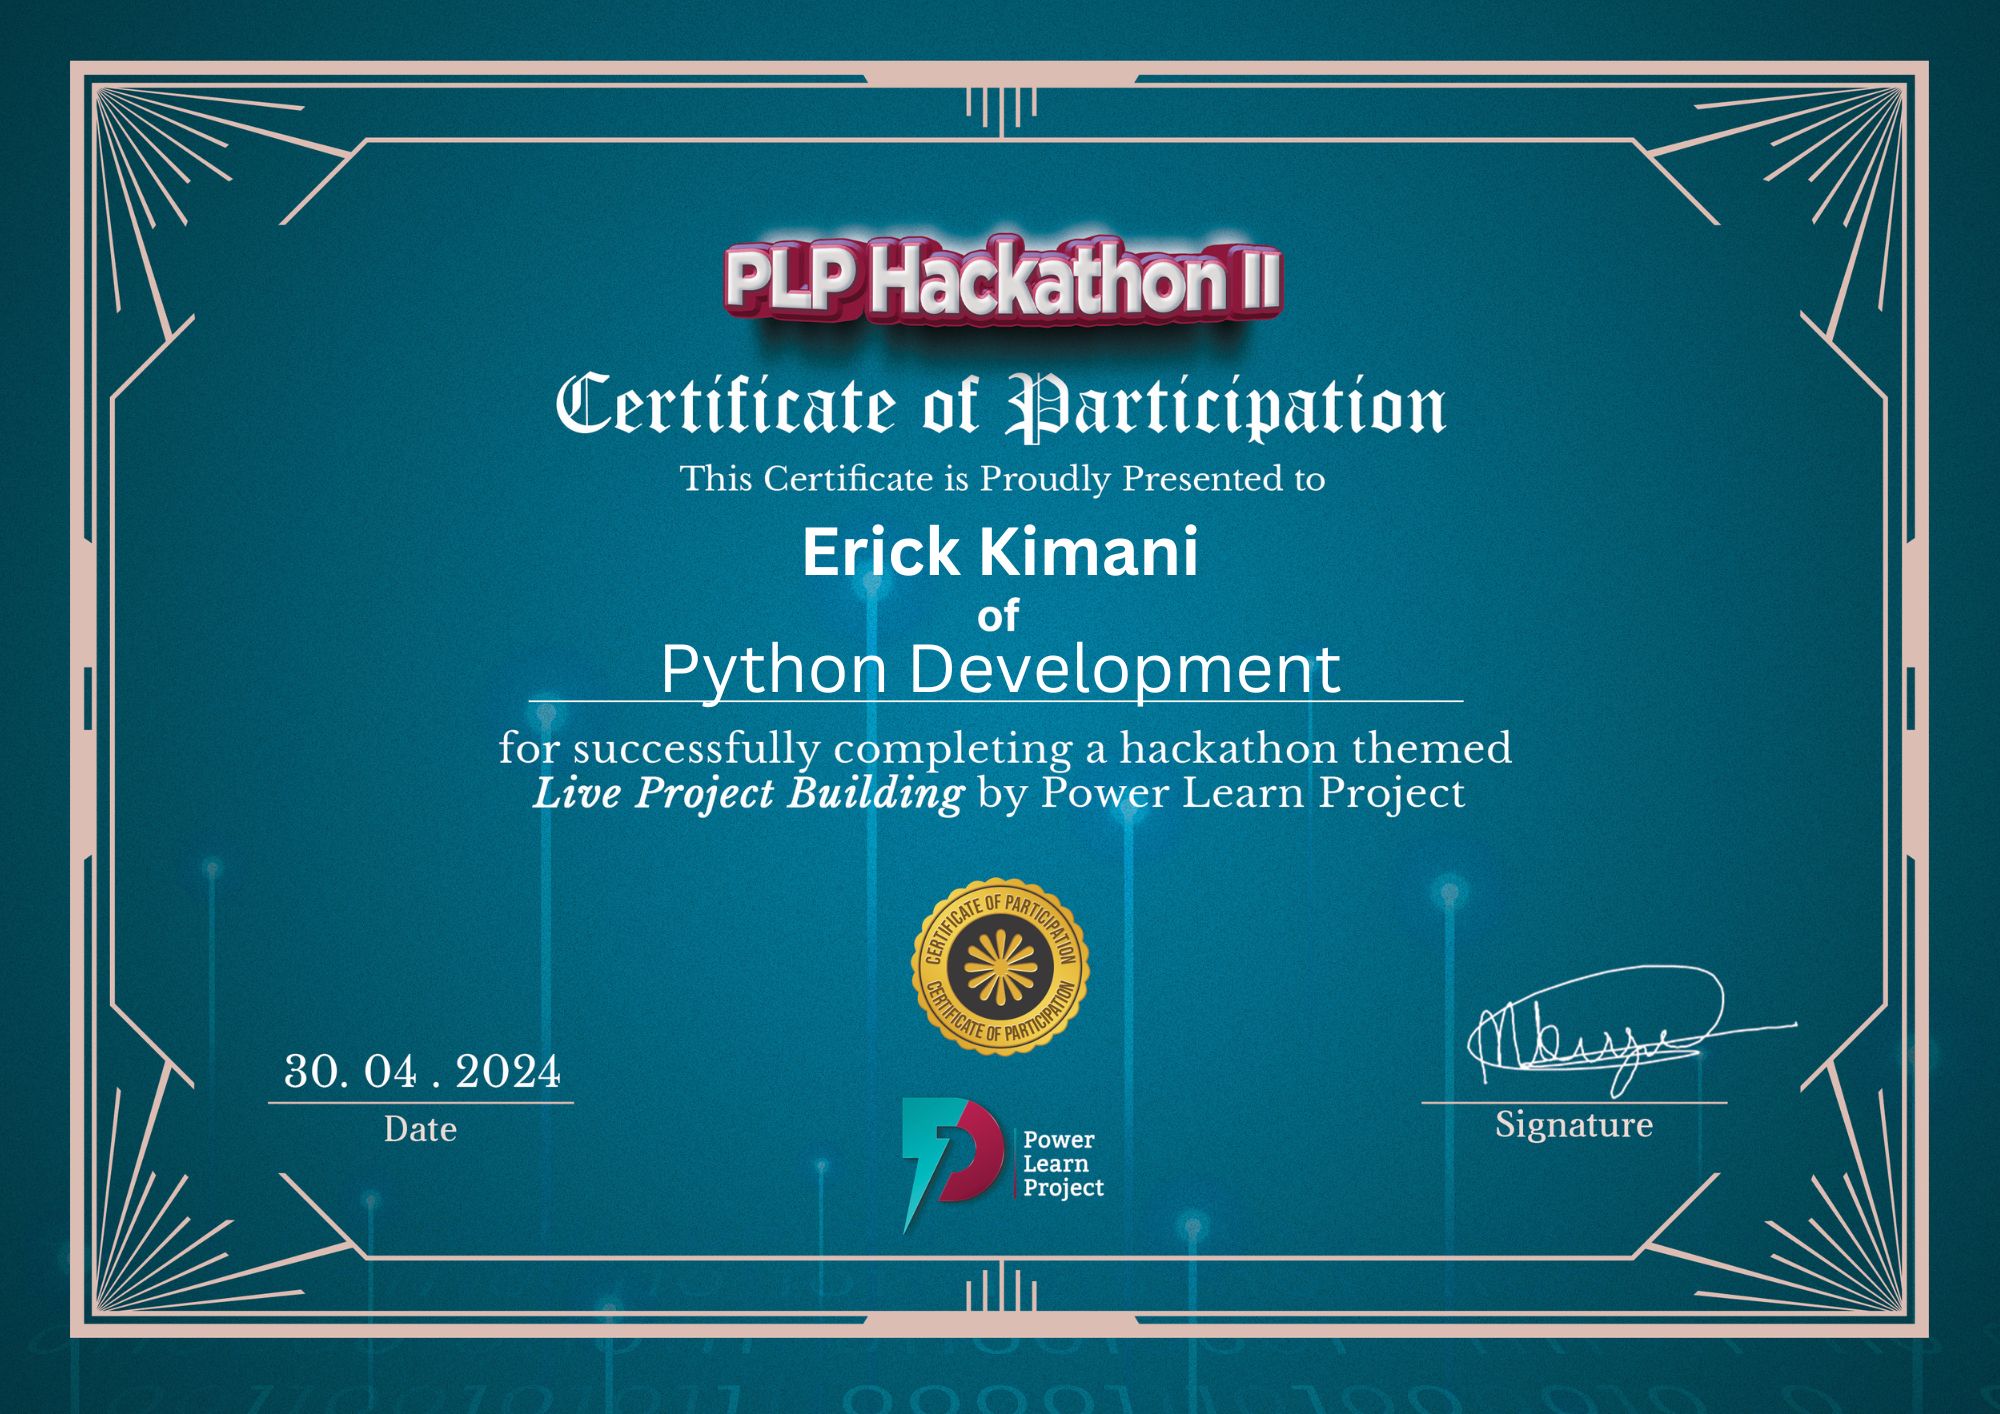 PLP Hackathon II
Certificate of Participation
This Certificate is Proudly Presented to
Erick Kimani
of
Python Development
for successfully completing a hackathon themed
Live Project Building by Power Learn Project
CERTIFICATE OF PARTICIPATION
CERTIFICATE OF PARTICIPATION
30. 04 . 2024
Date
Signature
Power
Learn
Project